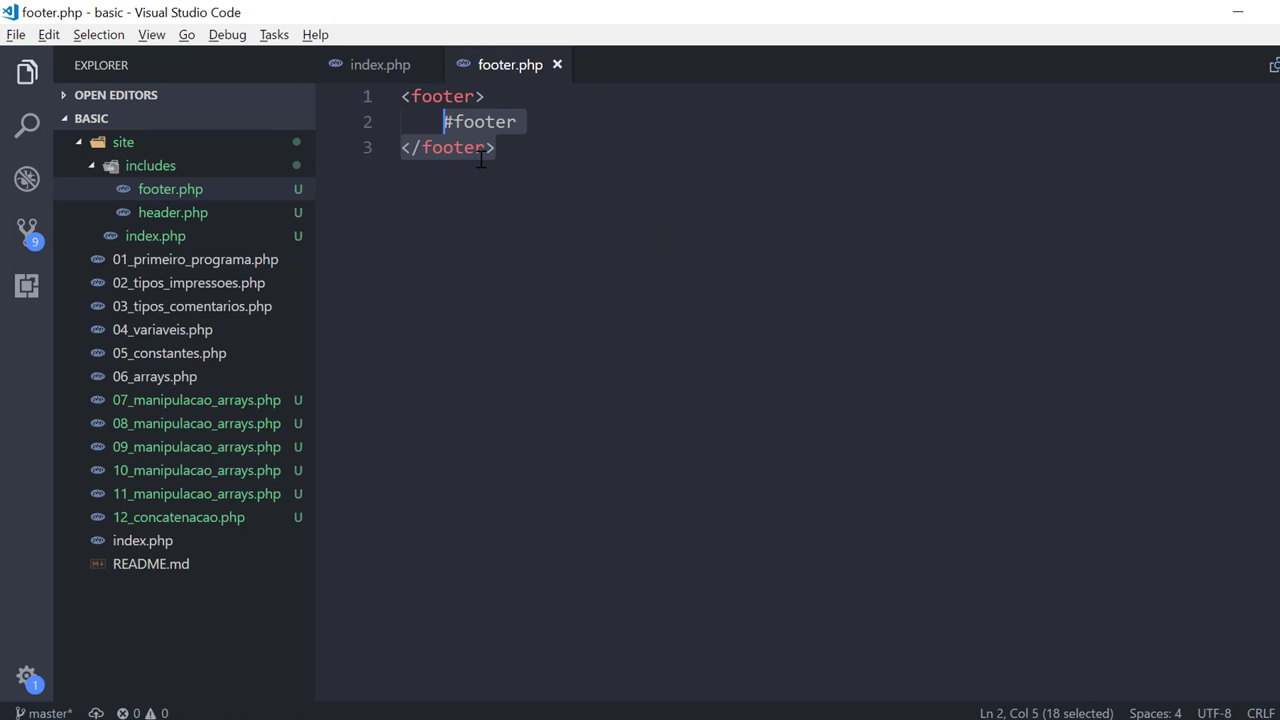 footer.php - basic - Visual Studio Code
File Edit Selection View Go Debug Tasks Help
EXPLORER
index.php
footer.php
OPEN EDITORS
1 <footer>
BASIC
2 #footer
site
3 </footer>
includes
footer.php U
header.php U
9
index.php U
01_primeiro_programa.php
02_tipos_impressoes.php
03_tipos_comentarios.php
04_variaveis.php
05_constantes.php
06_arrays.php
07_manipulacao_arrays.php U
08_manipulacao_arrays.php U
09_manipulacao_arrays.php U
10_manipulacao_arrays.php U
11_manipulacao_arrays.php U
12_concatenacao.php U
index.php
README.md
1
master* 0 0 Ln 2, Col 5 (18 selected) Spaces: 4 UTF-8 CRLF